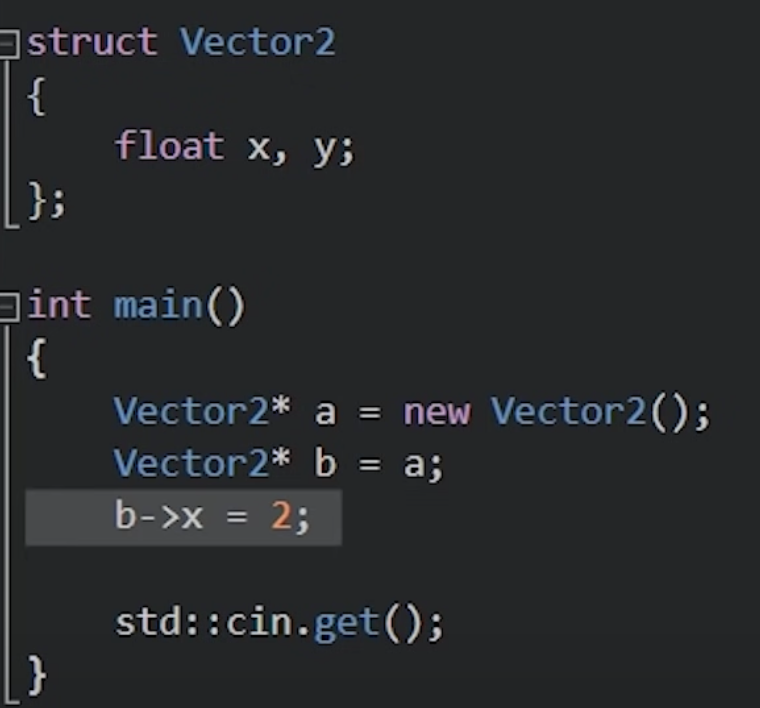 struct Vector2
{
    float x, y;
};

int main()
{
    Vector2* a = new Vector2();
    Vector2* b = a;
    b->x = 2;

    std::cin.get();
}